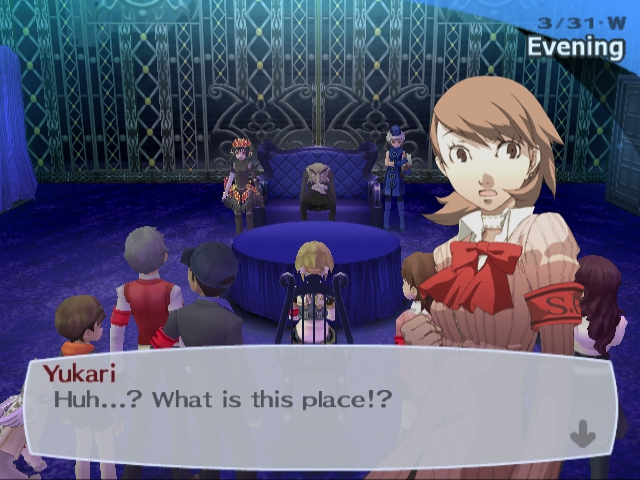 3/31・W
Evening
S.
Yukari
Huh...? What is this place!?